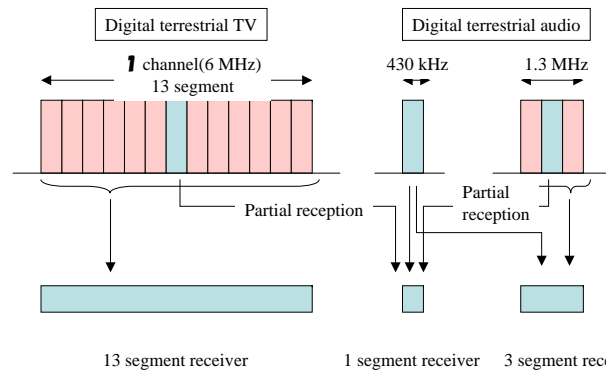 Digital terrestrial TV
Digital terrestrial audio
1 channel(6 MHz)
13 segment
430 kHz
1.3 MHz
Partial reception
Partial
reception
13 segment receiver
1 segment receiver
3 segment rece